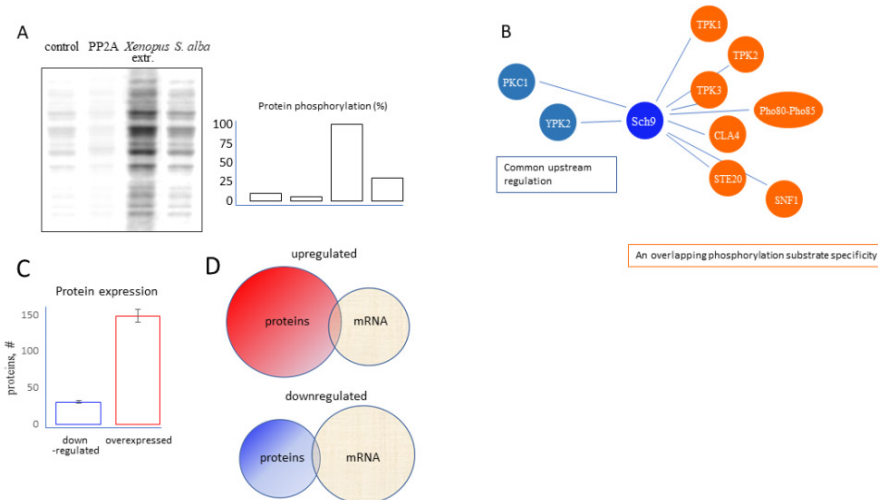 A
control PP2A Xenopus S. alba
extr.
Protein phosphorylation (%)
100
75
50
25
0
B
TPK1
TPK2
PKC1
TPK3
Pho80-Pho85
YPK2
Sch9
CLA4
Common upstream
regulation
STE20
SNF1
An overlapping phosphorylation substrate specificity
C
Protein expression
proteins, #
150
100
50
0
down
-regulated
overexpressed
D
upregulated
proteins
mRNA
downregulated
proteins
mRNA